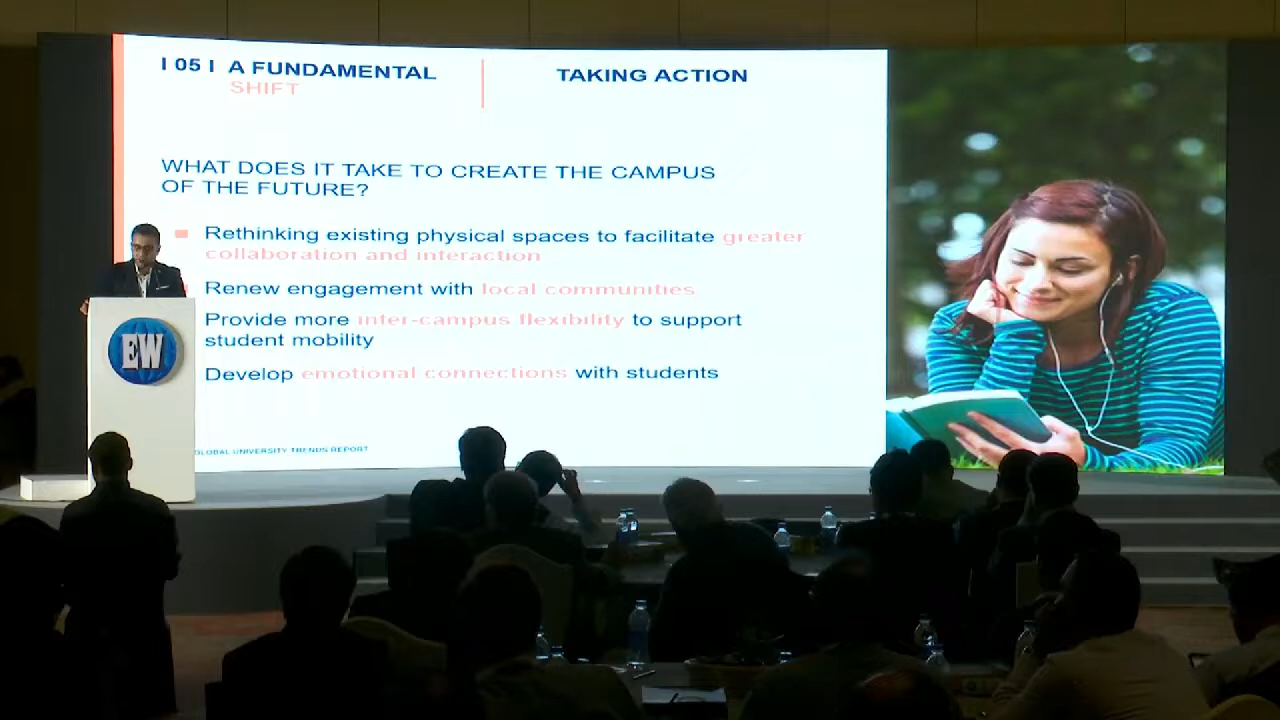 I 05 I A FUNDAMENTAL
SHIFT
TAKING ACTION
WHAT DOES IT TAKE TO CREATE THE CAMPUS
OF THE FUTURE?
Rethinking existing physical spaces to facilitate greater
collaboration and interaction
Renew engagement with local communities
Provide more inter-campus flexibility to support
student mobility
Develop emotional connections with students
GLOBAL UNIVERSITY TRENDS REPORT
EW